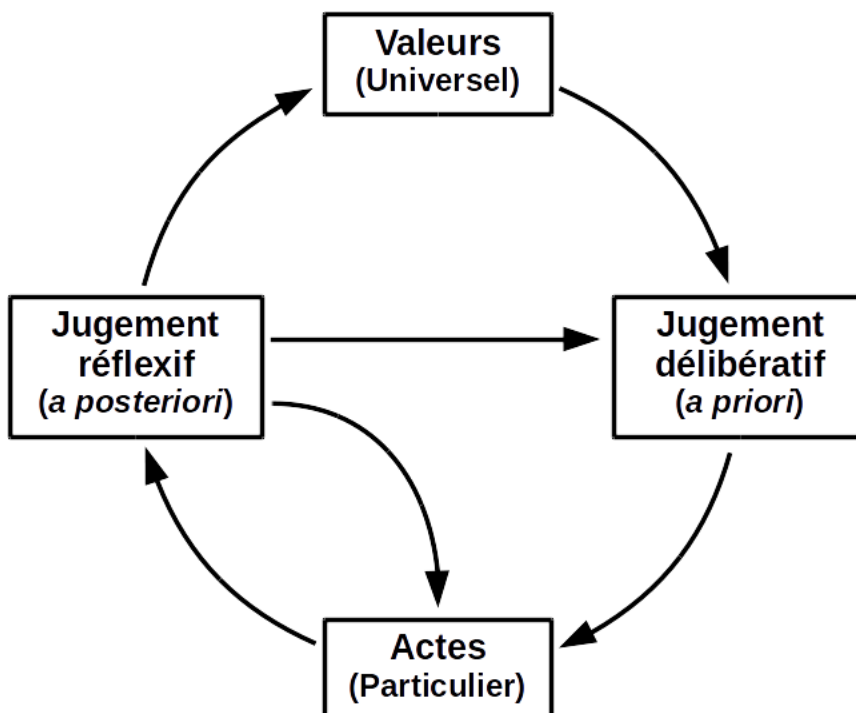 Valeurs
(Universel)
Jugement
réflexif
(a posteriori)
Jugement
délibératif
(a priori)
Actes
(Particulier)